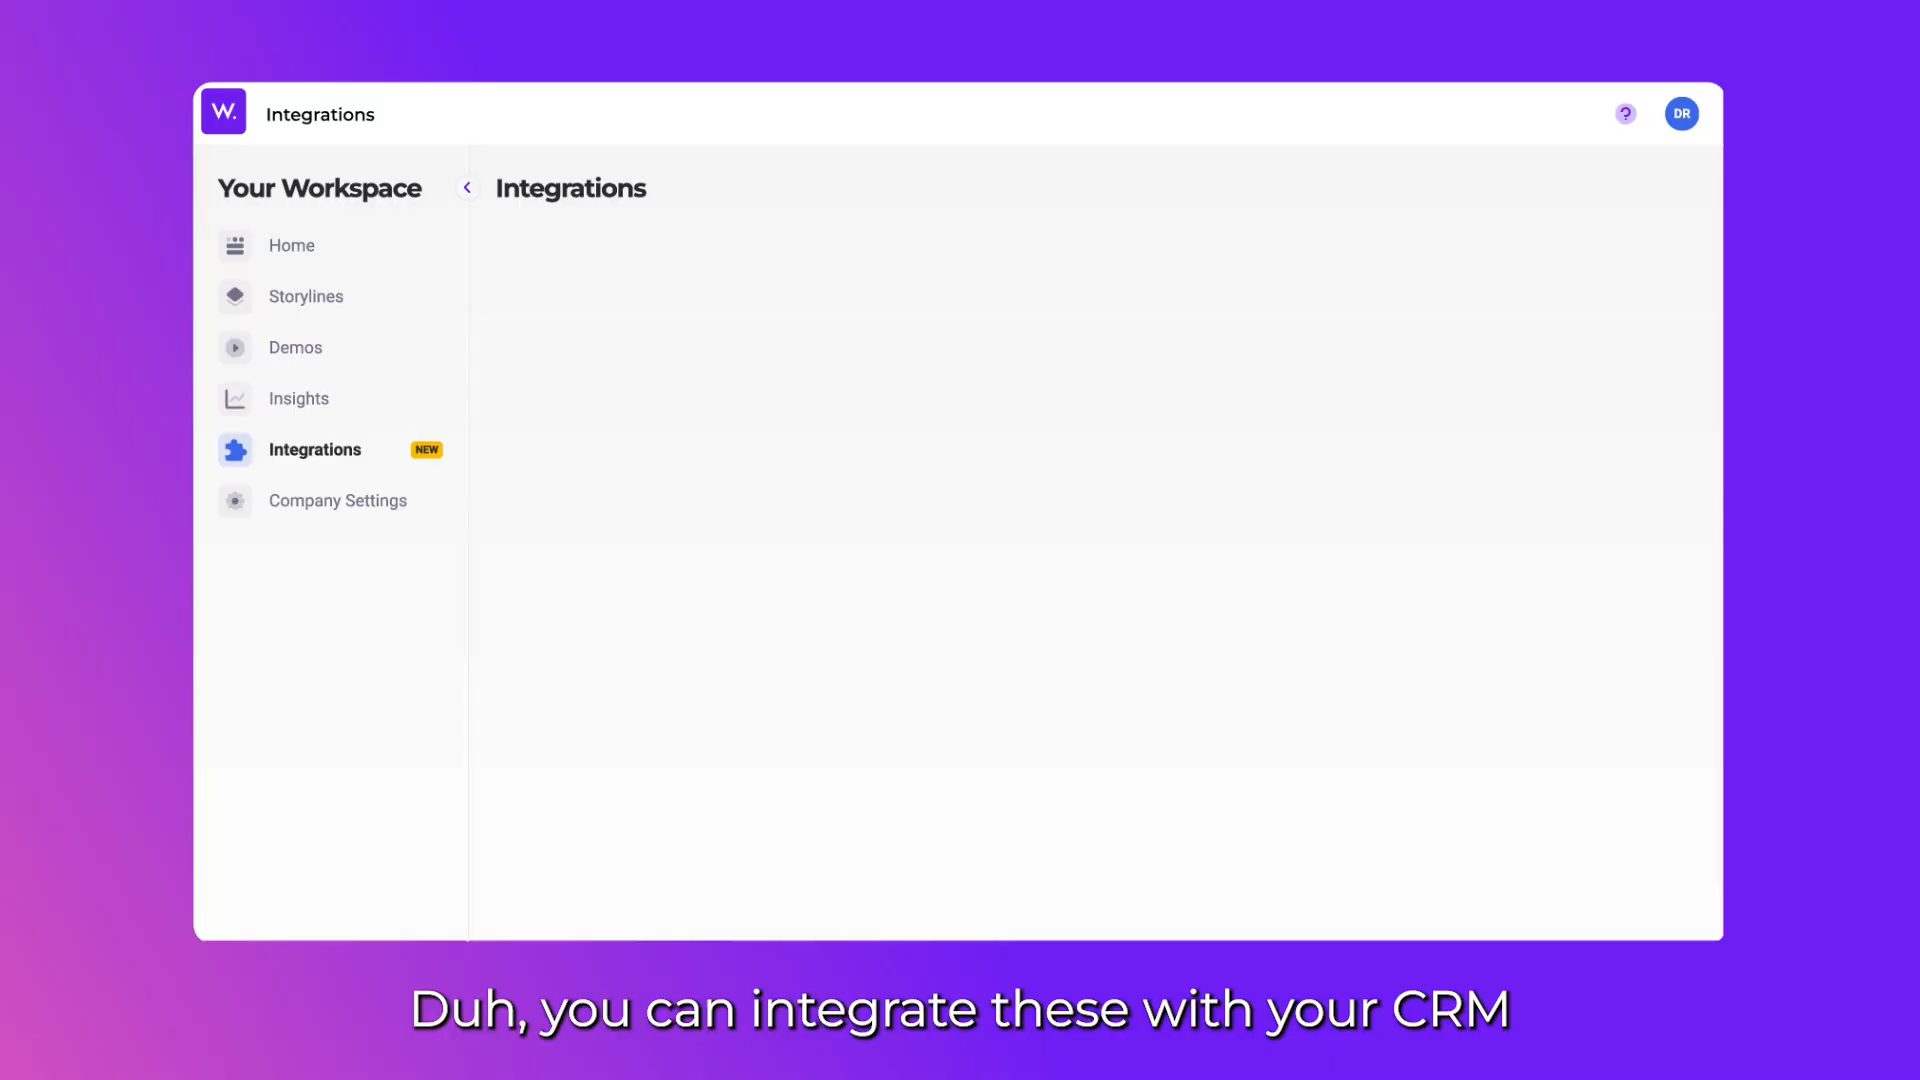 W.
Integrations
?
DR
Your Workspace
Integrations
Home
Storylines
Demos
Insights
Integrations
NEW
Company Settings
Duh, you can integrate these with your CRM